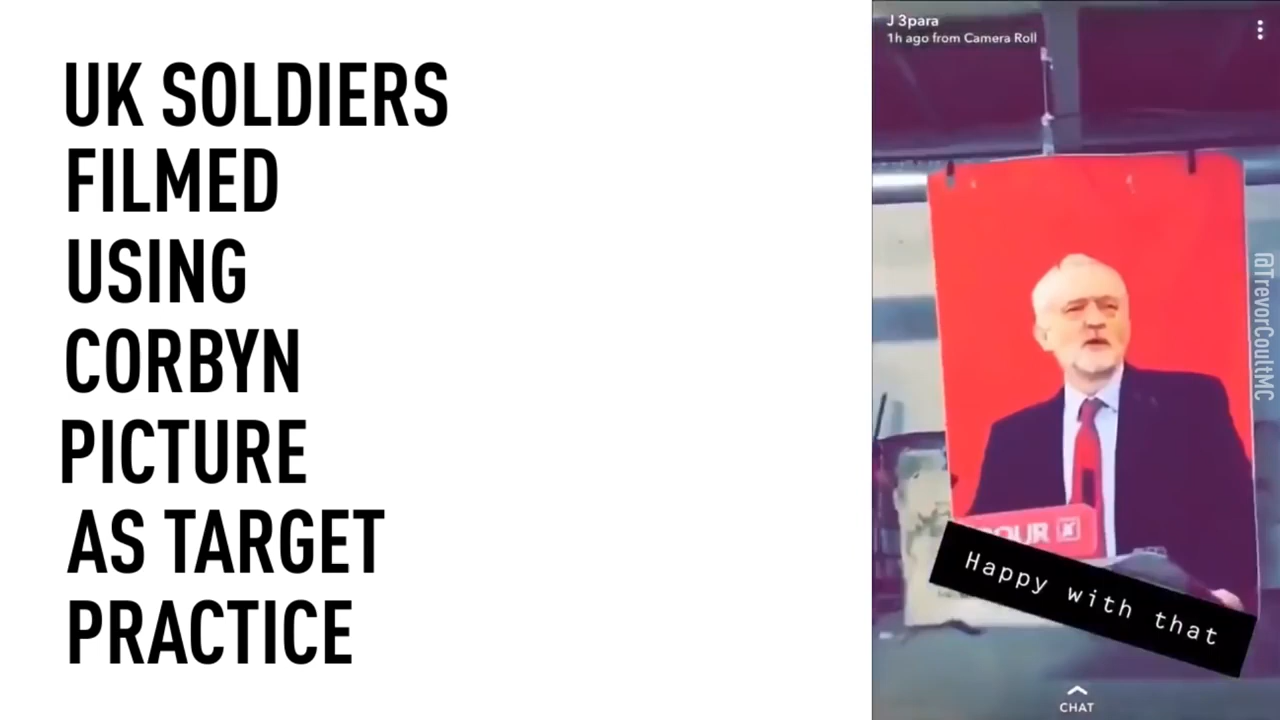 UK SOLDIERS
FILMED
USING
CORBYN
PICTURE
AS TARGET
PRACTICE
J 3para
1h ago from Camera Roll
@TrevorCoultMC
OUR
Happy with that
CHAT